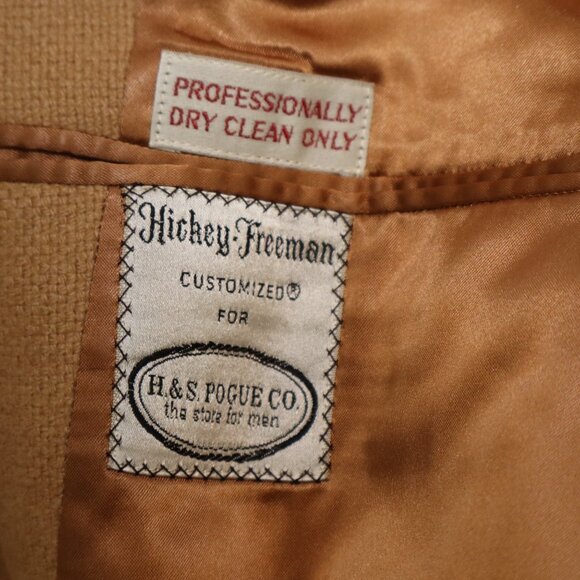 PROFESSIONALLY
DRY CLEAN ONLY
Hickey-Freeman
CUSTOMIZED®
FOR
H.&S. POGUE CO.
the store for men